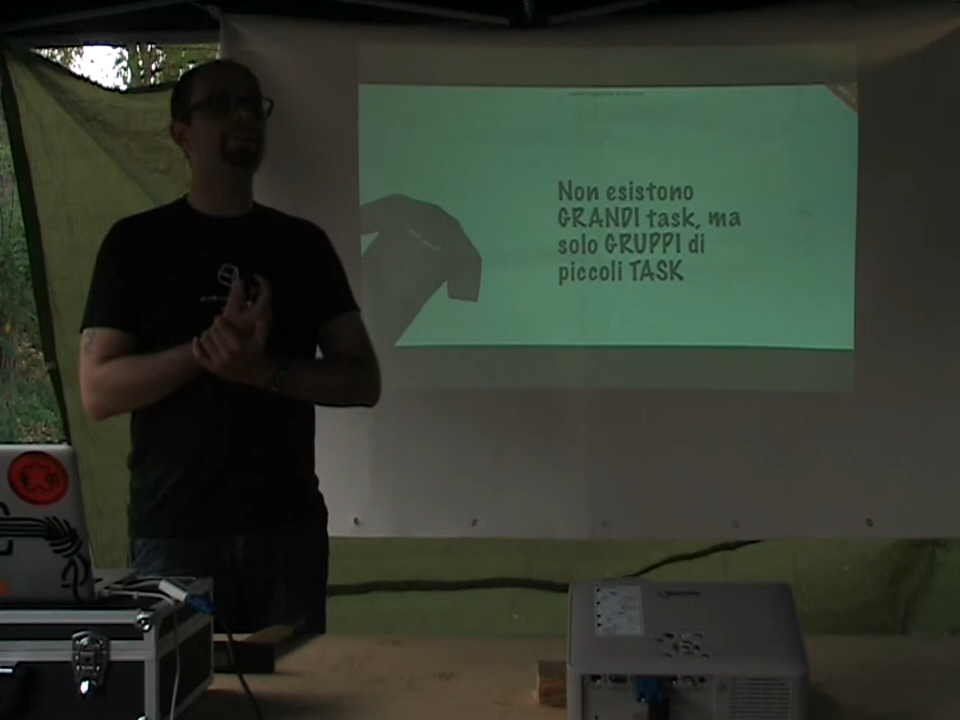 Non esistono
GRANDI task, ma
solo GRUPPI di
piccoli TASK